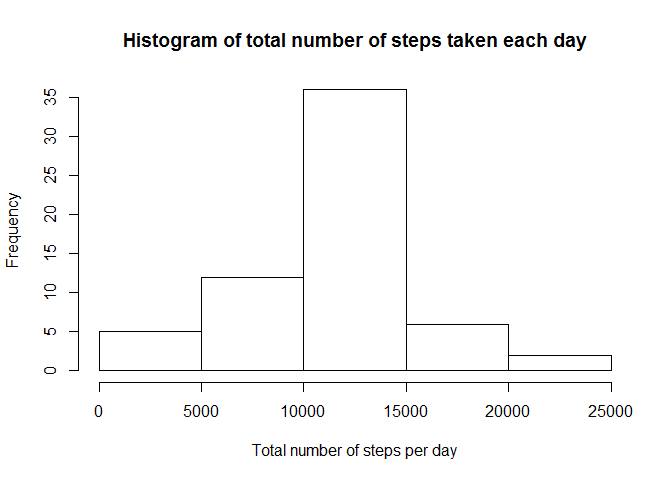 Histogram of total number of steps taken each day
35
30
25
20
15
10
5
0
Frequency
0 5000 10000 15000 20000 25000
Total number of steps per day